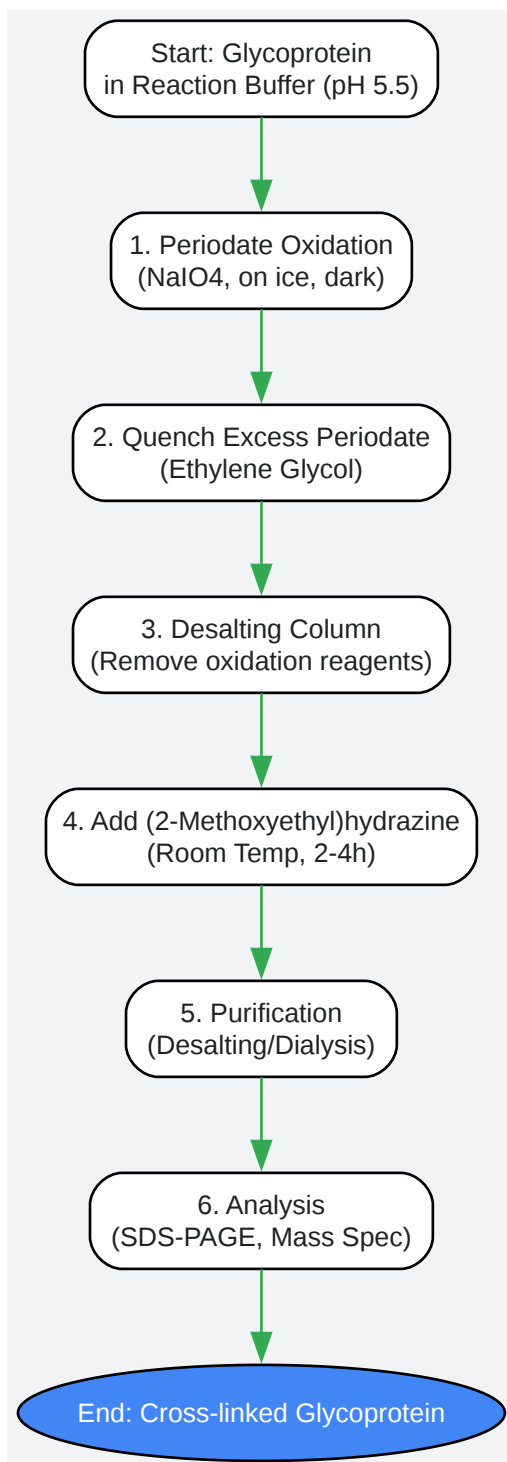 Start: Glycoprotein
in Reaction Buffer (pH 5.5)
1. Periodate Oxidation
(NaIO4, on ice, dark)
2. Quench Excess Periodate
(Ethylene Glycol)
3. Desalting Column
(Remove oxidation reagents)
4. Add (2-Methoxyethyl)hydrazine
(Room Temp, 2-4h)
5. Purification
(Desalting/Dialysis)
6. Analysis
(SDS-PAGE, Mass Spec)
End: Cross-linked Glycoprotein